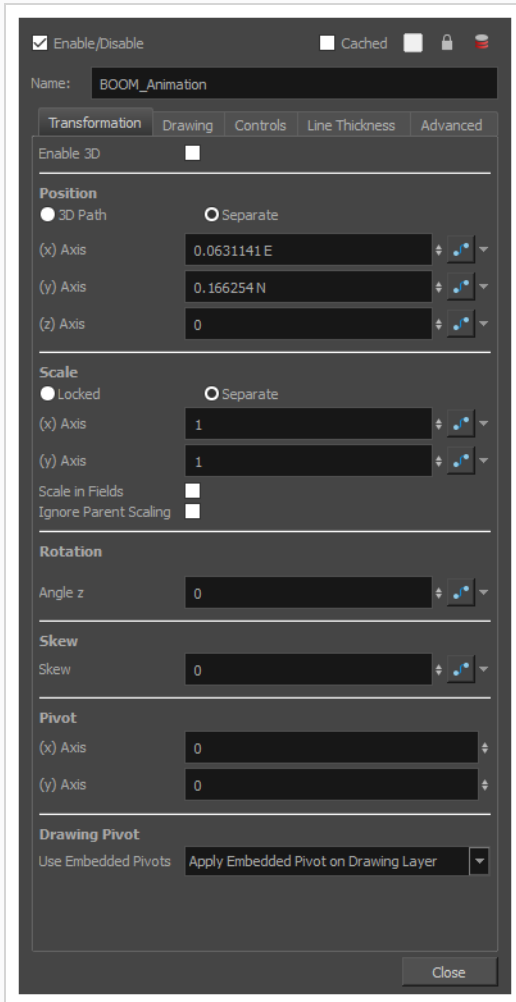 Enable/Disable Cached
Name: BOOM_Animation
Transformation Drawing Controls Line Thickness Advanced
Enable 3D
Position
3D Path Separate
(x) Axis 0.0631141 E
(y) Axis 0.166254 N
(z) Axis 0
Scale
Locked Separate
(x) Axis 1
(y) Axis 1
Scale in Fields
Ignore Parent Scaling
Rotation
Angle z 0
Skew
Skew 0
Pivot
(x) Axis 0
(y) Axis 0
Drawing Pivot
Use Embedded Pivots Apply Embedded Pivot on Drawing Layer
Close